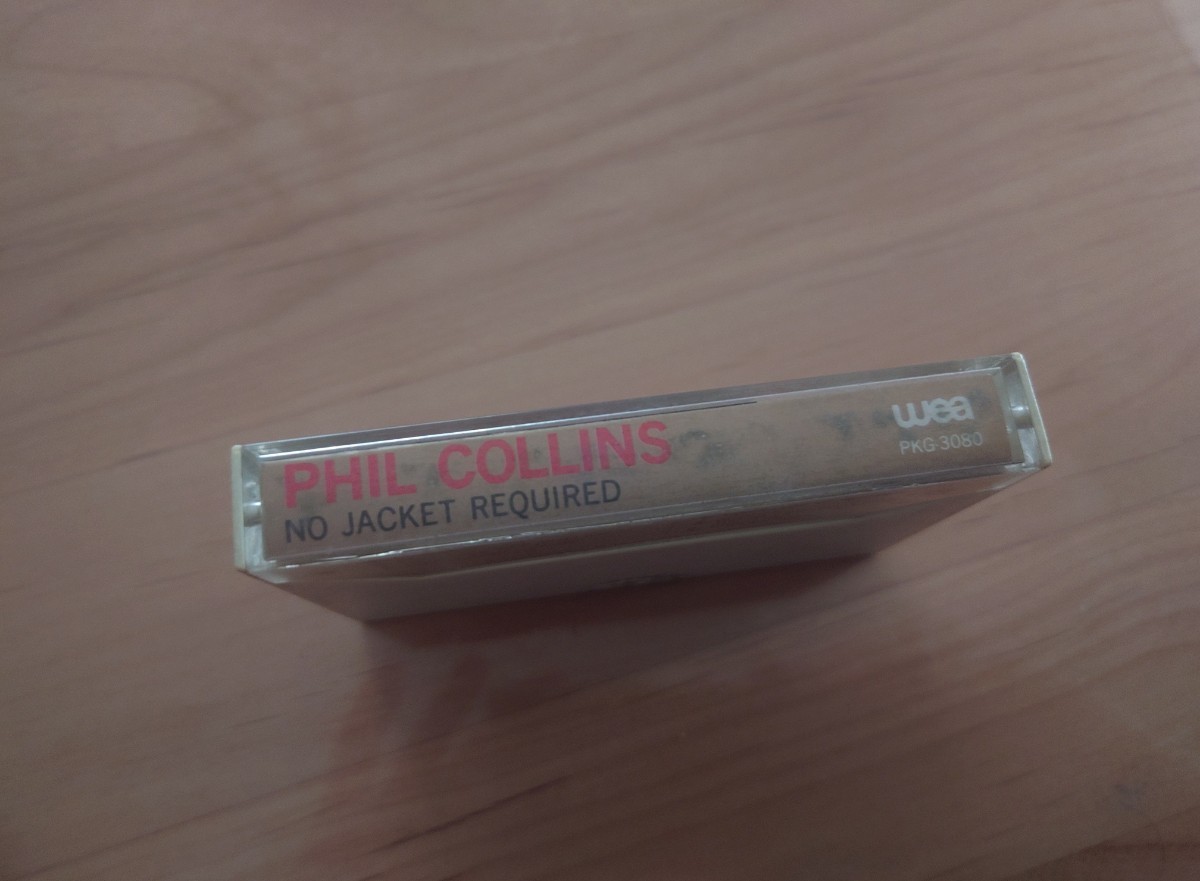 PHIL COLLINS
NO JACKET REQUIRED
wea
PKG-3080